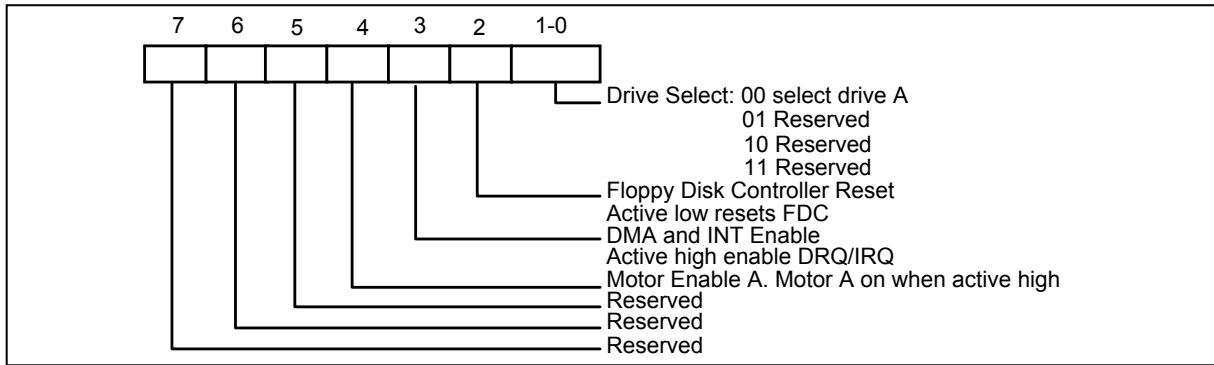 7 6 5 4 3 2 1-0
Drive Select: 00 select drive A
01 Reserved
10 Reserved
11 Reserved
Floppy Disk Controller Reset
Active low resets FDC
DMA and INT Enable
Active high enable DRQ/IRQ
Motor Enable A. Motor A on when active high
Reserved
Reserved
Reserved